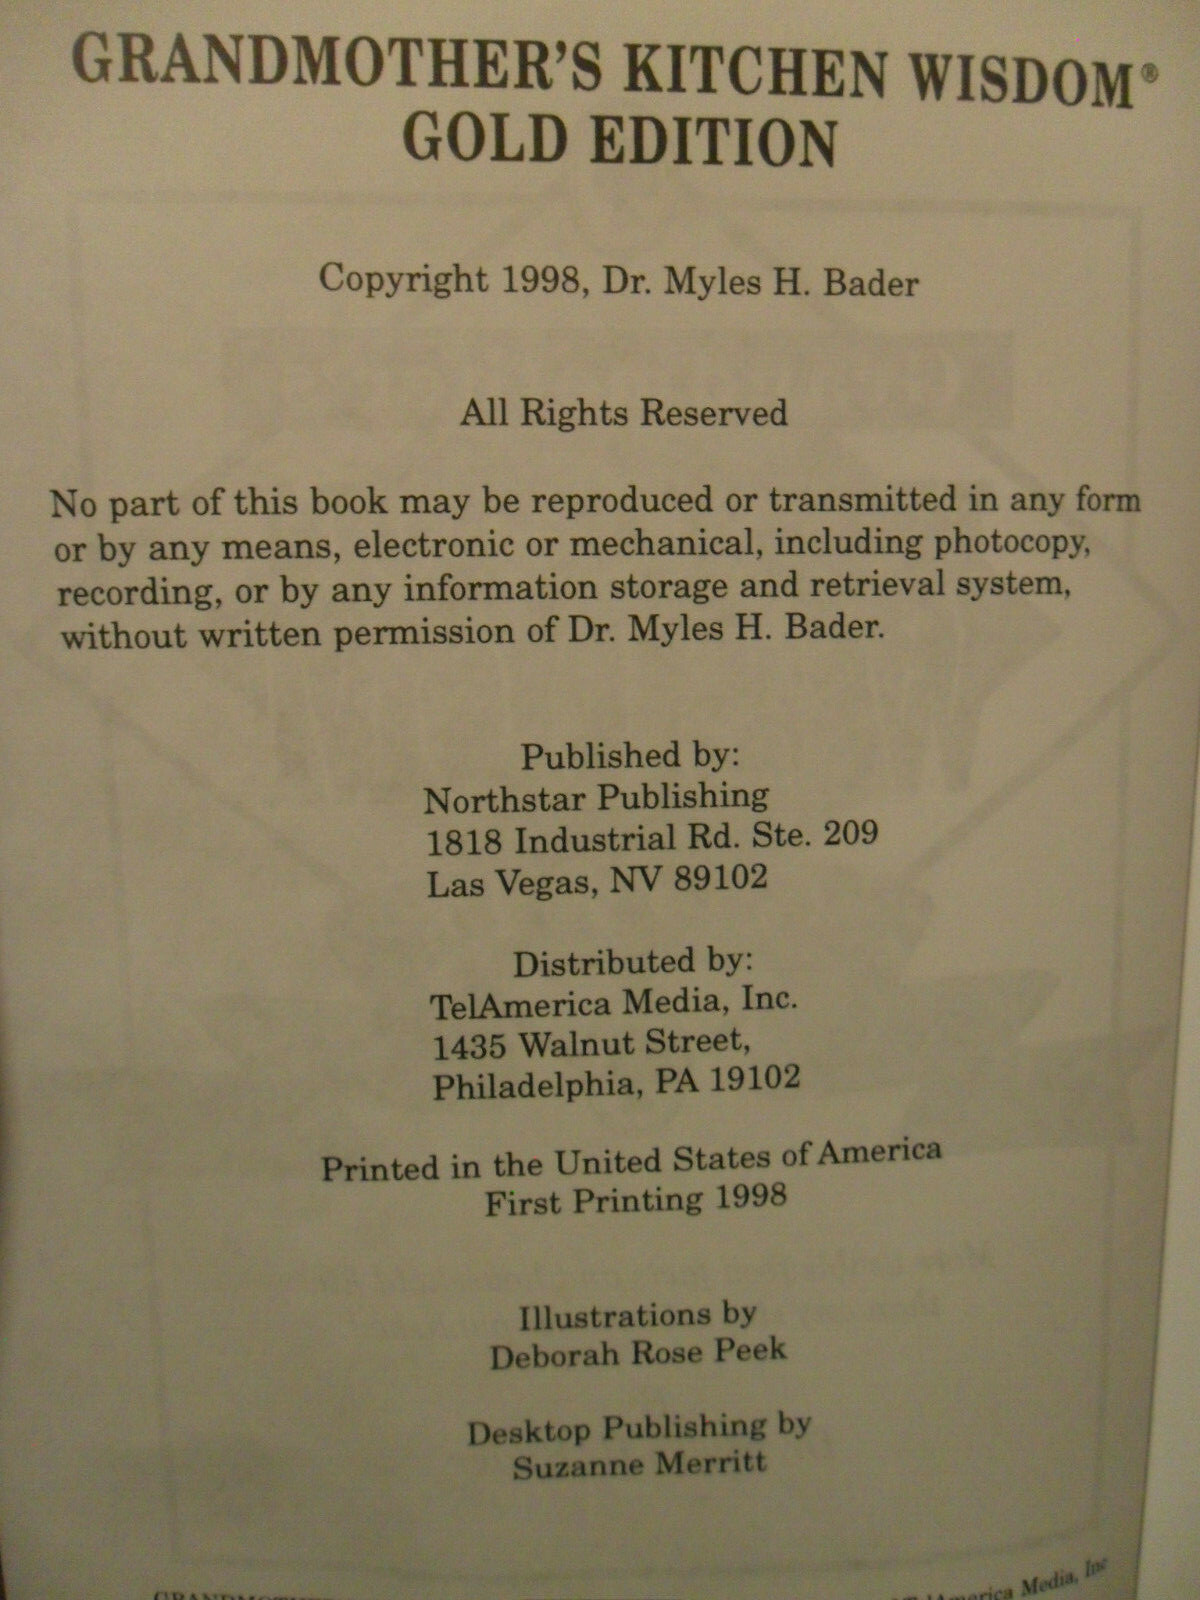 GRANDMOTHER'S KITCHEN WISDOM®
GOLD EDITION
Copyright 1998, Dr. Myles H. Bader
All Rights Reserved
No part of this book may be reproduced or transmitted in any form
or by any means, electronic or mechanical, including photocopy,
recording, or by any information storage and retrieval system,
without written permission of Dr. Myles H. Bader.
Published by:
Northstar Publishing
1818 Industrial Rd. Ste. 209
Las Vegas, NV 89102
Distributed by:
TelAmerica Media, Inc.
1435 Walnut Street,
Philadelphia, PA 19102
Printed in the United States of America
First Printing 1998
Illustrations by
Deborah Rose Peek
Desktop Publishing by
Suzanne Merritt
TelAmerica Media, Inc